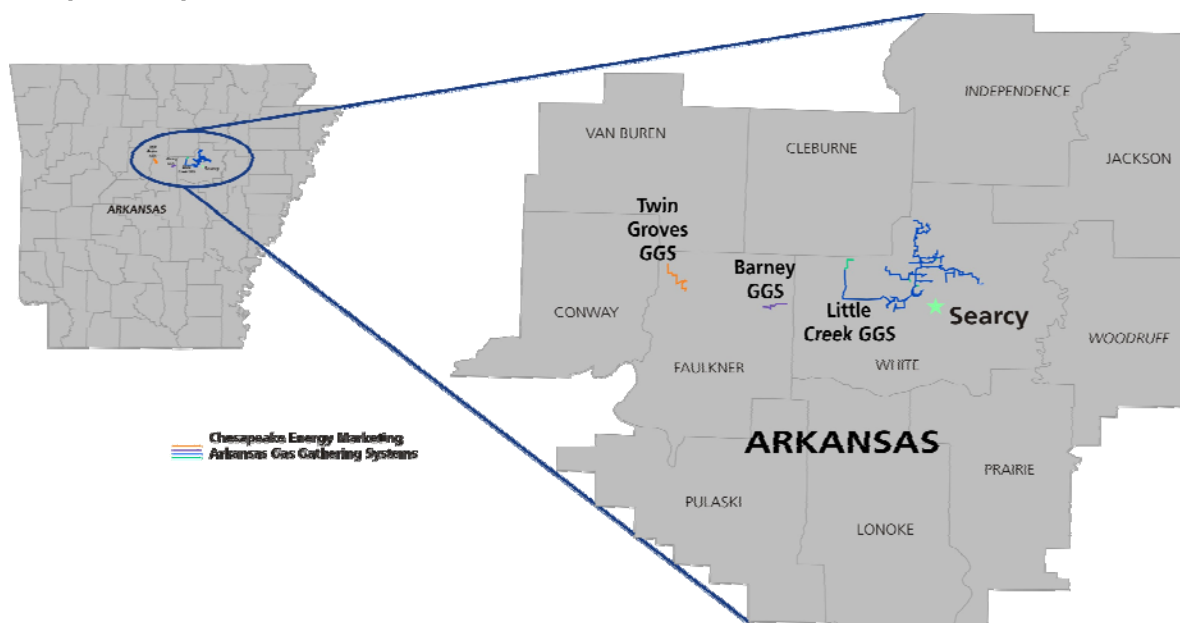 ARKANSAS
Chesapeake Energy Marketing
Arkansas Gas Gathering Systems
INDEPENDENCE
VAN BUREN
CLEBURNE
JACKSON
Twin
Groves
GGS
Barney
GGS
CONWAY
Little
Creek GGS
Searcy
WOODRUFF
FAULKNER
WHITE
ARKANSAS
PRAIRIE
PULASKI
LONOKE